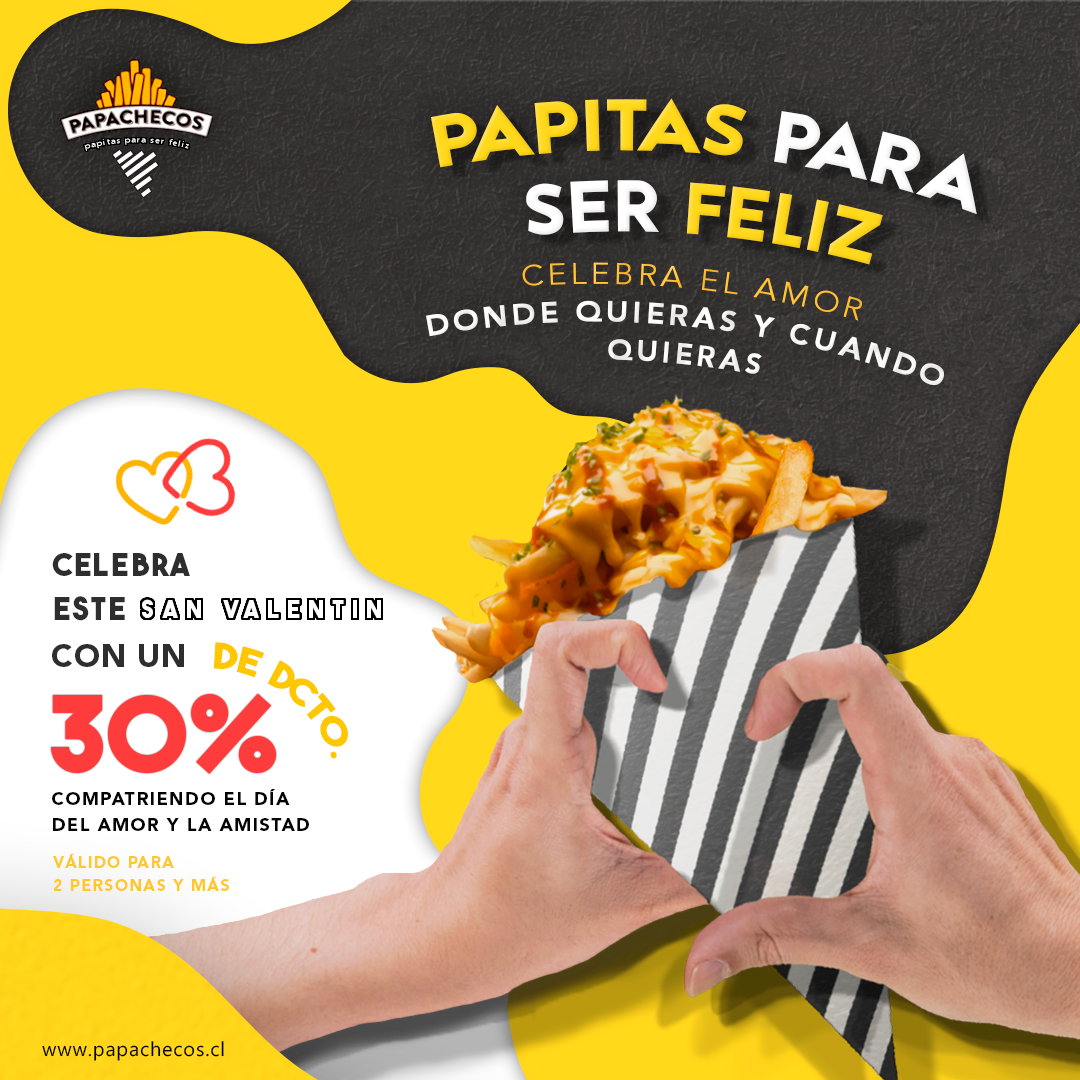 PAPACHECOS
papitas para ser feliz
PAPITAS PARA
SER FELIZ
CELEBRA EL AMOR
DONDE QUIERAS Y CUANDO
QUIERAS
CELEBRA
ESTE SAN VALENTIN
CON UN DE DCTO.
30%
COMPATRIENDO EL DÍA
DEL AMOR Y LA AMISTAD
VÁLIDO PARA
2 PERSONAS Y MÁS
www.papachecos.cl